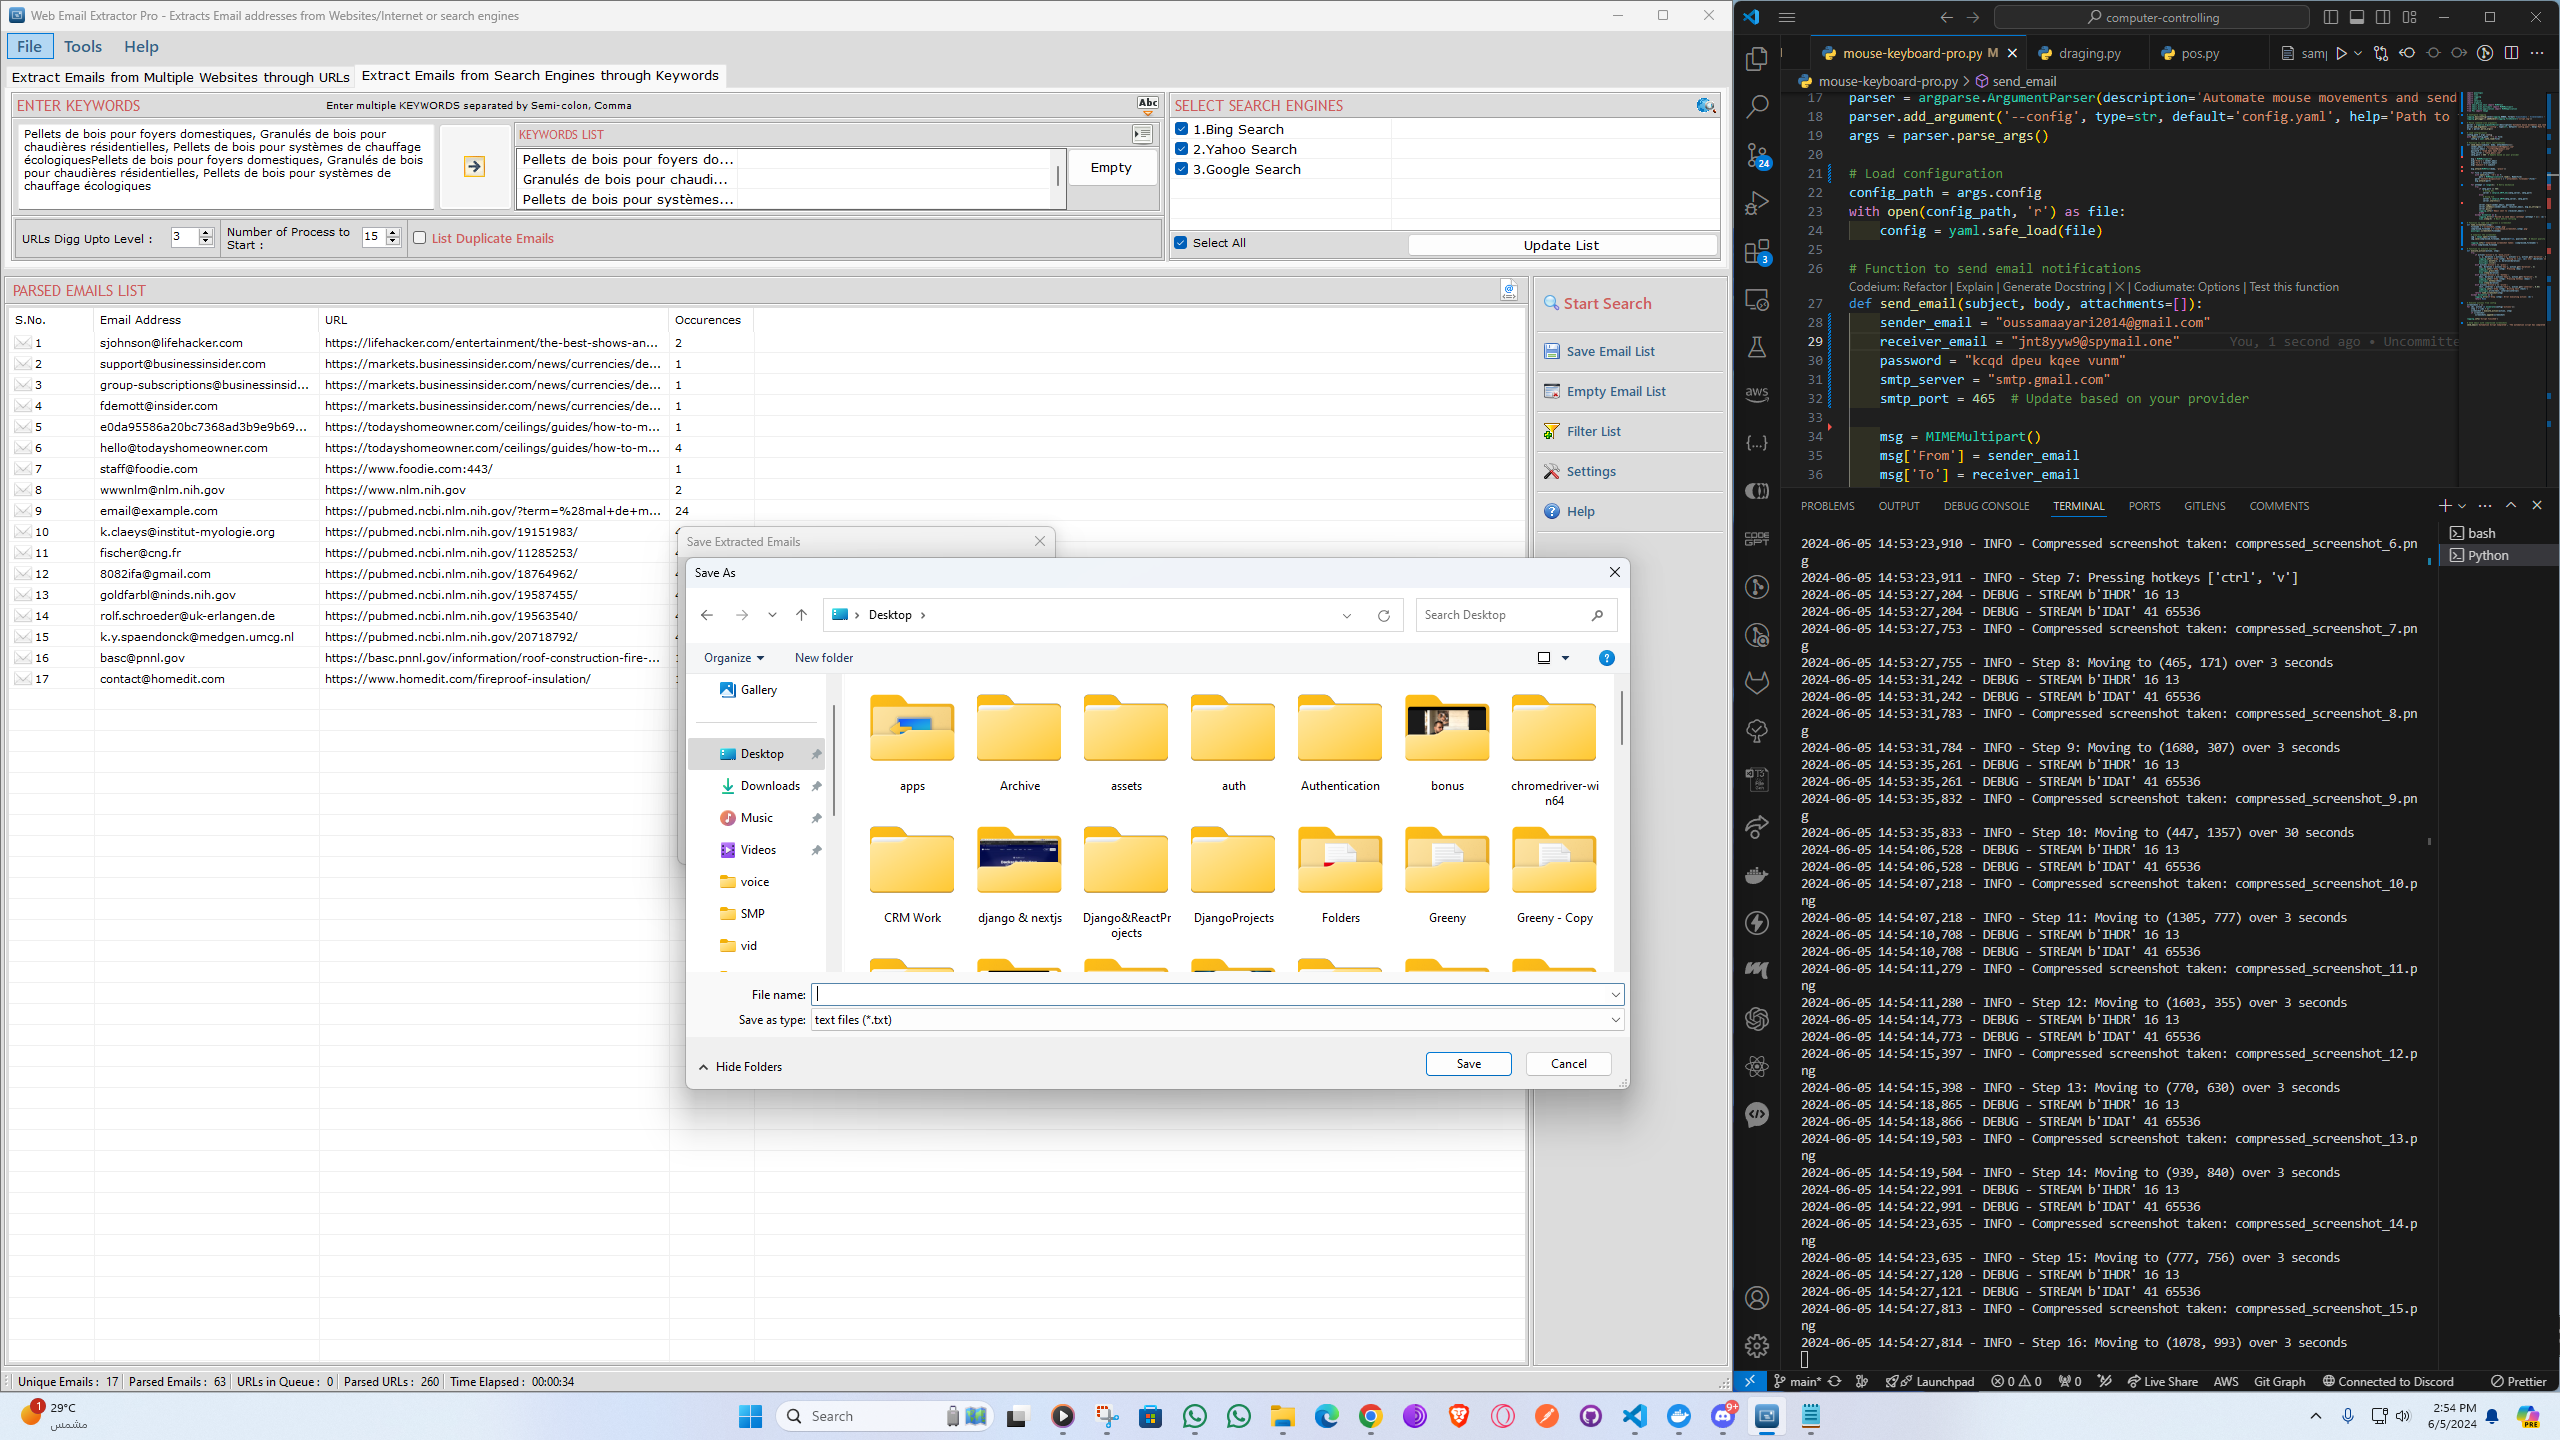 Web Email Extractor Pro - Extracts Email addresses from Websites/Internet or search engines
File Tools Help
Extract Emails from Multiple Websites through URLs
Extract Emails from Search Engines through Keywords
ENTER KEYWORDS
Enter multiple KEYWORDS separated by Semi-colon, Comma
Abc
Pellets de bois pour foyers domestiques, Granulés de bois pour
chaudières résidentielles, Pellets de bois pour systèmes de chauffage
écologiquesPellets de bois pour foyers domestiques, Granulés de bois
pour chaudières résidentielles, Pellets de bois pour systèmes de
chauffage écologiques
KEYWORDS LIST
Pellets de bois pour foyers do...
Granulés de bois pour chaudi...
Pellets de bois pour systèmes...
Empty
URLs Digg Upto Level : 3
Number of Process to
Start : 15
List Duplicate Emails
SELECT SEARCH ENGINES
1.Bing Search
2.Yahoo Search
3.Google Search
Select All
Update List
PARSED EMAILS LIST
S.No. Email Address URL Occurences
1 sjohnson@lifehacker.com https://lifehacker.com/entertainment/the-best-shows-an... 2
2 support@businessinsider.com https://markets.businessinsider.com/news/currencies/de... 1
3 group-subscriptions@businessinsid... https://markets.businessinsider.com/news/currencies/de... 1
4 fdemott@insider.com https://markets.businessinsider.com/news/currencies/de... 1
5 e0da95586a20bc7368ad3b9e9b69... https://todayshomeowner.com/ceilings/guides/how-to-m... 1
6 hello@todayshomeowner.com https://todayshomeowner.com/ceilings/guides/how-to-m... 4
7 staff@foodie.com https://www.foodie.com:443/ 1
8 wwwnlm@nlm.nih.gov https://www.nlm.nih.gov 2
9 email@example.com https://pubmed.ncbi.nlm.nih.gov/?term=%28mal+de+m... 24
10 k.claeys@institut-myologie.org https://pubmed.ncbi.nlm.nih.gov/19151983/
11 fischer@cng.fr https://pubmed.ncbi.nlm.nih.gov/11285253/
12 8082ifa@gmail.com https://pubmed.ncbi.nlm.nih.gov/18764962/
13 goldfarbl@ninds.nih.gov https://pubmed.ncbi.nlm.nih.gov/19587455/
14 rolf.schroeder@uk-erlangen.de https://pubmed.ncbi.nlm.nih.gov/19563540/
15 k.y.spaendonck@medgen.umcg.nl https://pubmed.ncbi.nlm.nih.gov/20718792/
16 basc@pnnl.gov https://basc.pnnl.gov/information/roof-construction-fire-...
17 contact@homedit.com https://www.homedit.com/fireproof-insulation/
Start Search
Save Email List
Empty Email List
Filter List
Settings
Help
Save Extracted Emails
Save As
Desktop
Search Desktop
Organize
New folder
Gallery
Desktop
Downloads
Music
Videos
voice
SMP
vid
apps Archive assets auth Authentication bonus chromedriver-wi
n64
CRM Work django & nextjs Django&ReactPr DjangoProjects Folders Greeny Greeny - Copy
ojects
File name:
Save as type: text files (*.txt)
Hide Folders
Save
Cancel
Unique Emails : 17 Parsed Emails : 63 URLs in Queue : 0 Parsed URLs : 260 Time Elapsed : 00:00:34
computer-controlling
mouse-keyboard-pro.py M
draging.py
pos.py
sam
mouse-keyboard-pro.py > send_email
17 parser = argparse.ArgumentParser(description='Automate mouse movements and send
18 parser.add_argument('--config', type=str, default='config.yaml', help='Path to
19 args = parser.parse_args()
20
21 # Load configuration
22 config_path = args.config
23 with open(config_path, 'r') as file:
24 config = yaml.safe_load(file)
25
26 # Function to send email notifications
Codeium: Refactor | Explain | Generate Docstring | X | Codiumate: Options | Test this function
27 def send_email(subject, body, attachments=[]):
28 sender_email = "oussamaayari2014@gmail.com"
29 receiver_email = "jnt8yyw9@spymail.one" You, 1 second ago • Uncommitte
30 password = "kcqd dpeu kqee vunm"
31 smtp_server = "smtp.gmail.com"
32 smtp_port = 465 # Update based on your provider
33
34 msg = MIMEMultipart()
35 msg['From'] = sender_email
36 msg['To'] = receiver_email
24
3
aws
PROBLEMS OUTPUT DEBUG CONSOLE TERMINAL PORTS GITLENS COMMENTS
bash
Python
2024-06-05 14:53:23,910 - INFO - Compressed screenshot taken: compressed_screenshot_6.pn
g
2024-06-05 14:53:23,911 - INFO - Step 7: Pressing hotkeys ['ctrl', 'v']
2024-06-05 14:53:27,204 - DEBUG - STREAM b'IHDR' 16 13
2024-06-05 14:53:27,204 - DEBUG - STREAM b'IDAT' 41 65536
2024-06-05 14:53:27,753 - INFO - Compressed screenshot taken: compressed_screenshot_7.pn
g
2024-06-05 14:53:27,755 - INFO - Step 8: Moving to (465, 171) over 3 seconds
2024-06-05 14:53:31,242 - DEBUG - STREAM b'IHDR' 16 13
2024-06-05 14:53:31,242 - DEBUG - STREAM b'IDAT' 41 65536
2024-06-05 14:53:31,783 - INFO - Compressed screenshot taken: compressed_screenshot_8.pn
g
2024-06-05 14:53:31,784 - INFO - Step 9: Moving to (1680, 307) over 3 seconds
2024-06-05 14:53:35,261 - DEBUG - STREAM b'IHDR' 16 13
2024-06-05 14:53:35,261 - DEBUG - STREAM b'IDAT' 41 65536
2024-06-05 14:53:35,832 - INFO - Compressed screenshot taken: compressed_screenshot_9.pn
g
2024-06-05 14:53:35,833 - INFO - Step 10: Moving to (447, 1357) over 30 seconds
2024-06-05 14:54:06,528 - DEBUG - STREAM b'IHDR' 16 13
2024-06-05 14:54:06,528 - DEBUG - STREAM b'IDAT' 41 65536
2024-06-05 14:54:07,218 - INFO - Compressed screenshot taken: compressed_screenshot_10.p
ng
2024-06-05 14:54:07,218 - INFO - Step 11: Moving to (1305, 777) over 3 seconds
2024-06-05 14:54:10,708 - DEBUG - STREAM b'IHDR' 16 13
2024-06-05 14:54:10,708 - DEBUG - STREAM b'IDAT' 41 65536
2024-06-05 14:54:11,279 - INFO - Compressed screenshot taken: compressed_screenshot_11.p
ng
2024-06-05 14:54:11,280 - INFO - Step 12: Moving to (1603, 355) over 3 seconds
2024-06-05 14:54:14,773 - DEBUG - STREAM b'IHDR' 16 13
2024-06-05 14:54:14,773 - DEBUG - STREAM b'IDAT' 41 65536
2024-06-05 14:54:15,397 - INFO - Compressed screenshot taken: compressed_screenshot_12.p
ng
2024-06-05 14:54:15,398 - INFO - Step 13: Moving to (770, 630) over 3 seconds
2024-06-05 14:54:18,865 - DEBUG - STREAM b'IHDR' 16 13
2024-06-05 14:54:18,866 - DEBUG - STREAM b'IDAT' 41 65536
2024-06-05 14:54:19,503 - INFO - Compressed screenshot taken: compressed_screenshot_13.p
ng
2024-06-05 14:54:19,504 - INFO - Step 14: Moving to (939, 840) over 3 seconds
2024-06-05 14:54:22,991 - DEBUG - STREAM b'IHDR' 16 13
2024-06-05 14:54:22,991 - DEBUG - STREAM b'IDAT' 41 65536
2024-06-05 14:54:23,635 - INFO - Compressed screenshot taken: compressed_screenshot_14.p
ng
2024-06-05 14:54:23,635 - INFO - Step 15: Moving to (777, 756) over 3 seconds
2024-06-05 14:54:27,120 - DEBUG - STREAM b'IHDR' 16 13
2024-06-05 14:54:27,121 - DEBUG - STREAM b'IDAT' 41 65536
2024-06-05 14:54:27,813 - INFO - Compressed screenshot taken: compressed_screenshot_15.p
ng
2024-06-05 14:54:27,814 - INFO - Step 16: Moving to (1078, 993) over 3 seconds
main* Launchpad 0 0 0 Live Share AWS Git Graph Connected to Discord Prettier
1
29°C
مشمس
Search
9+
2:54 PM
6/5/2024
PRE